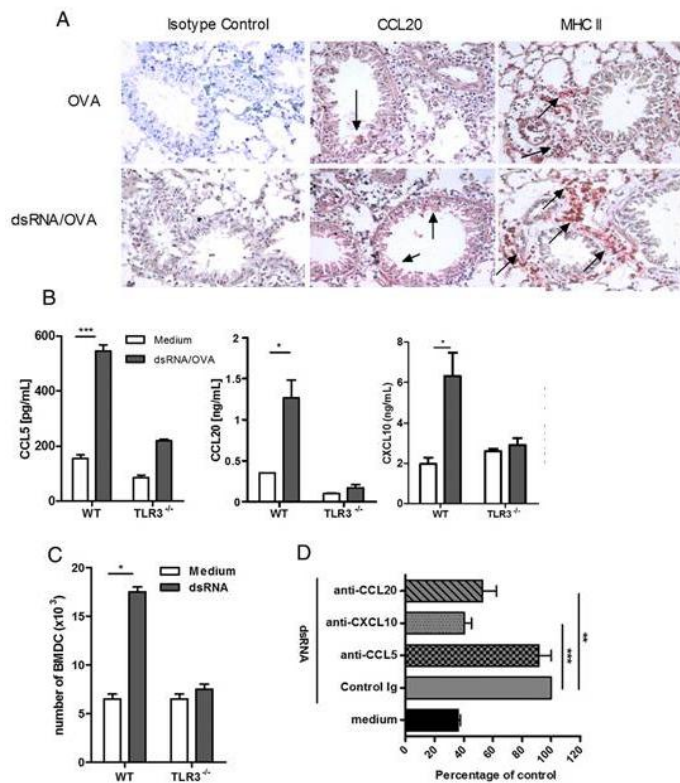 A
Isotype Control CCL20 MHC II
OVA
dsRNA/OVA
B
CCL5 [pg/mL]
600
400
200
0
***
Medium
dsRNA/OVA
WT TLR3 -/-
CCL20 [ng/mL]
2
1.5
1
0.5
0
*
WT TLR3 -/-
CXCL10 (ng/mL)
8
6
4
2
0
*
WT TLR3 -/-
C
number of BMDC (x10-3)
20
15
10
5
0
*
Medium
dsRNA
WT TLR3 -/-
D
dsRNA
anti-CCL20
anti-CXCL10
anti-CCL5
Control Ig
medium
***
**
0 20 40 60 80 100 120
Percentage of control